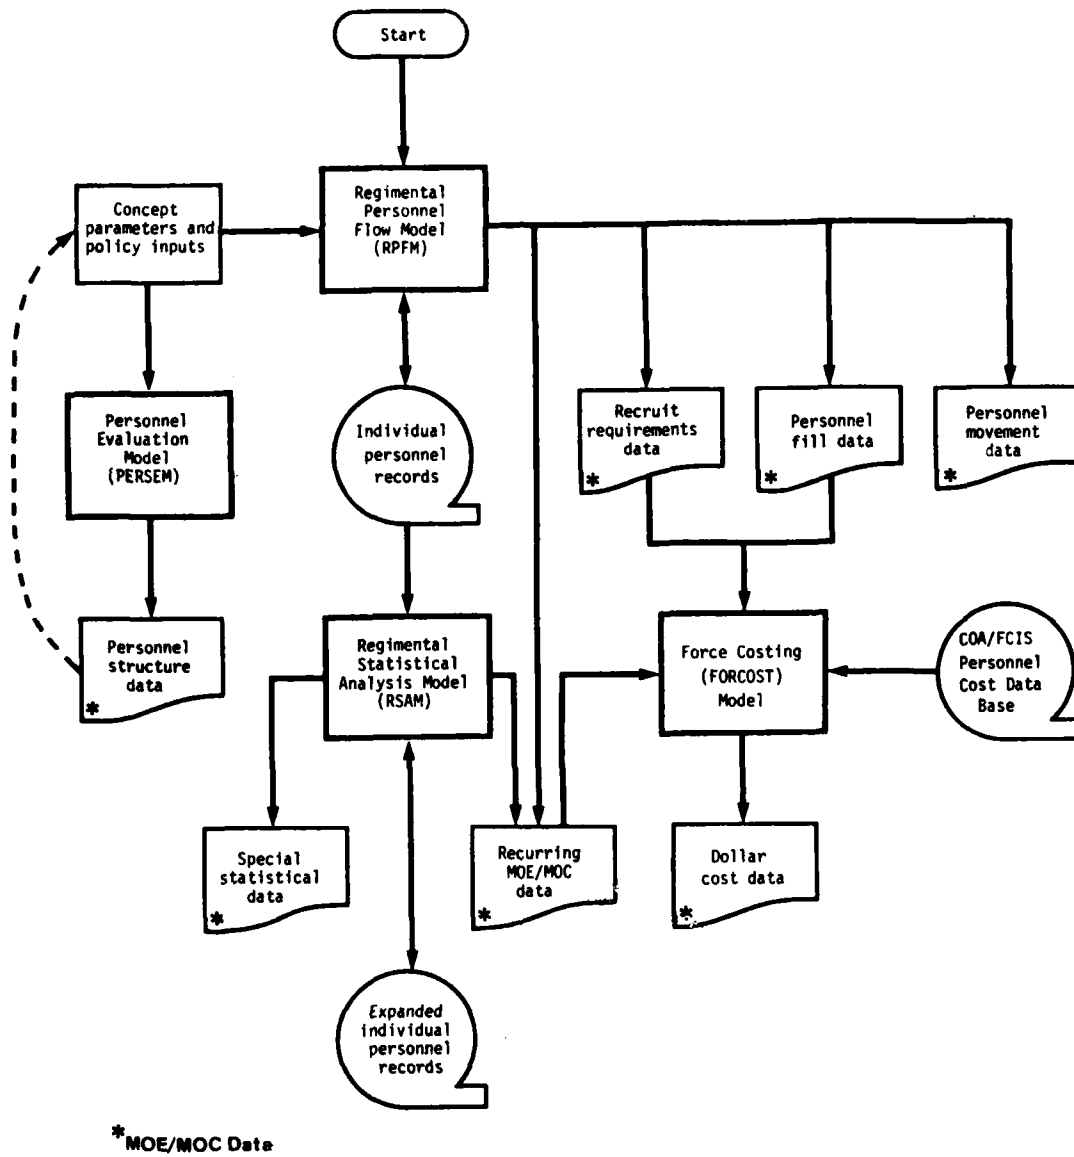 Start
Concept
parameters and
policy inputs
Regimental
Personnel
Flow Model
(RPFM)
Personnel
Evaluation
Model
(PERSEM)
Individual
personnel
records
Recruit
requirements
data
*
Personnel
fill data
*
Personnel
movement
data
*
Personnel
structure
data
*
Regimental
Statistical
Analysis Model
(RSAM)
Force Costing
(FORCOST)
Model
COA/FCIS
Personnel
Cost Data
Base
Special
statistical
data
*
Recurring
MOE/MOC
data
*
Dollar
cost data
*
Expanded
individual
personnel
records
*MOE/MOC Data